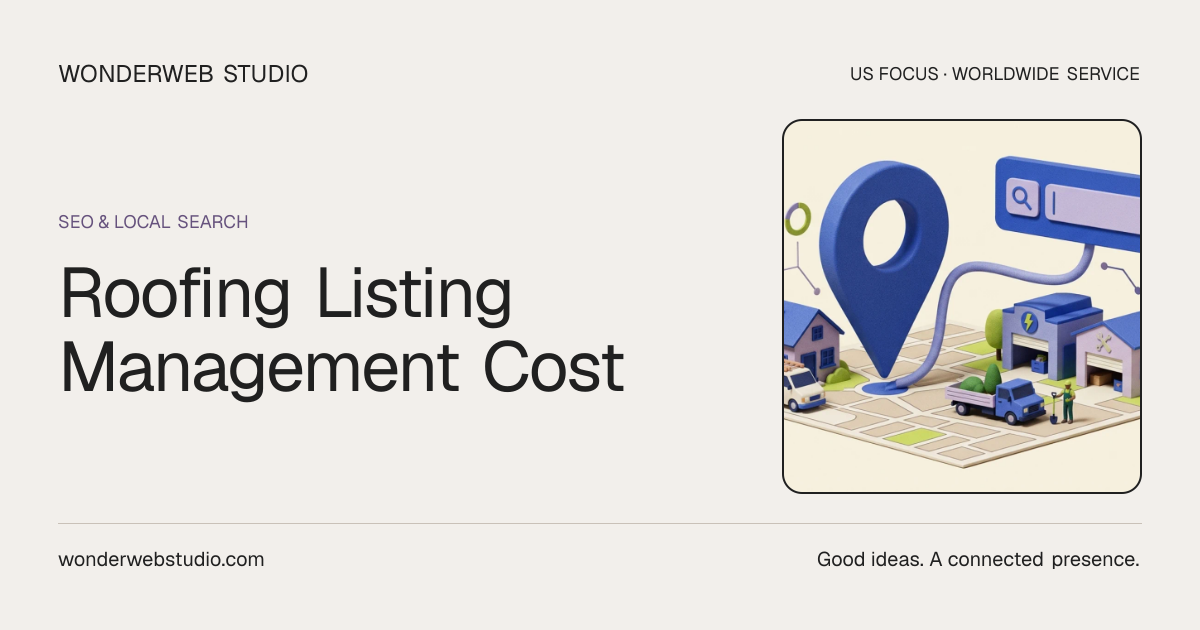 WONDERWEB STUDIO
US FOCUS · WORLDWIDE SERVICE
SEO & LOCAL SEARCH
Roofing Listing
Management Cost
wonderwebstudio.com
Good ideas. A connected presence.